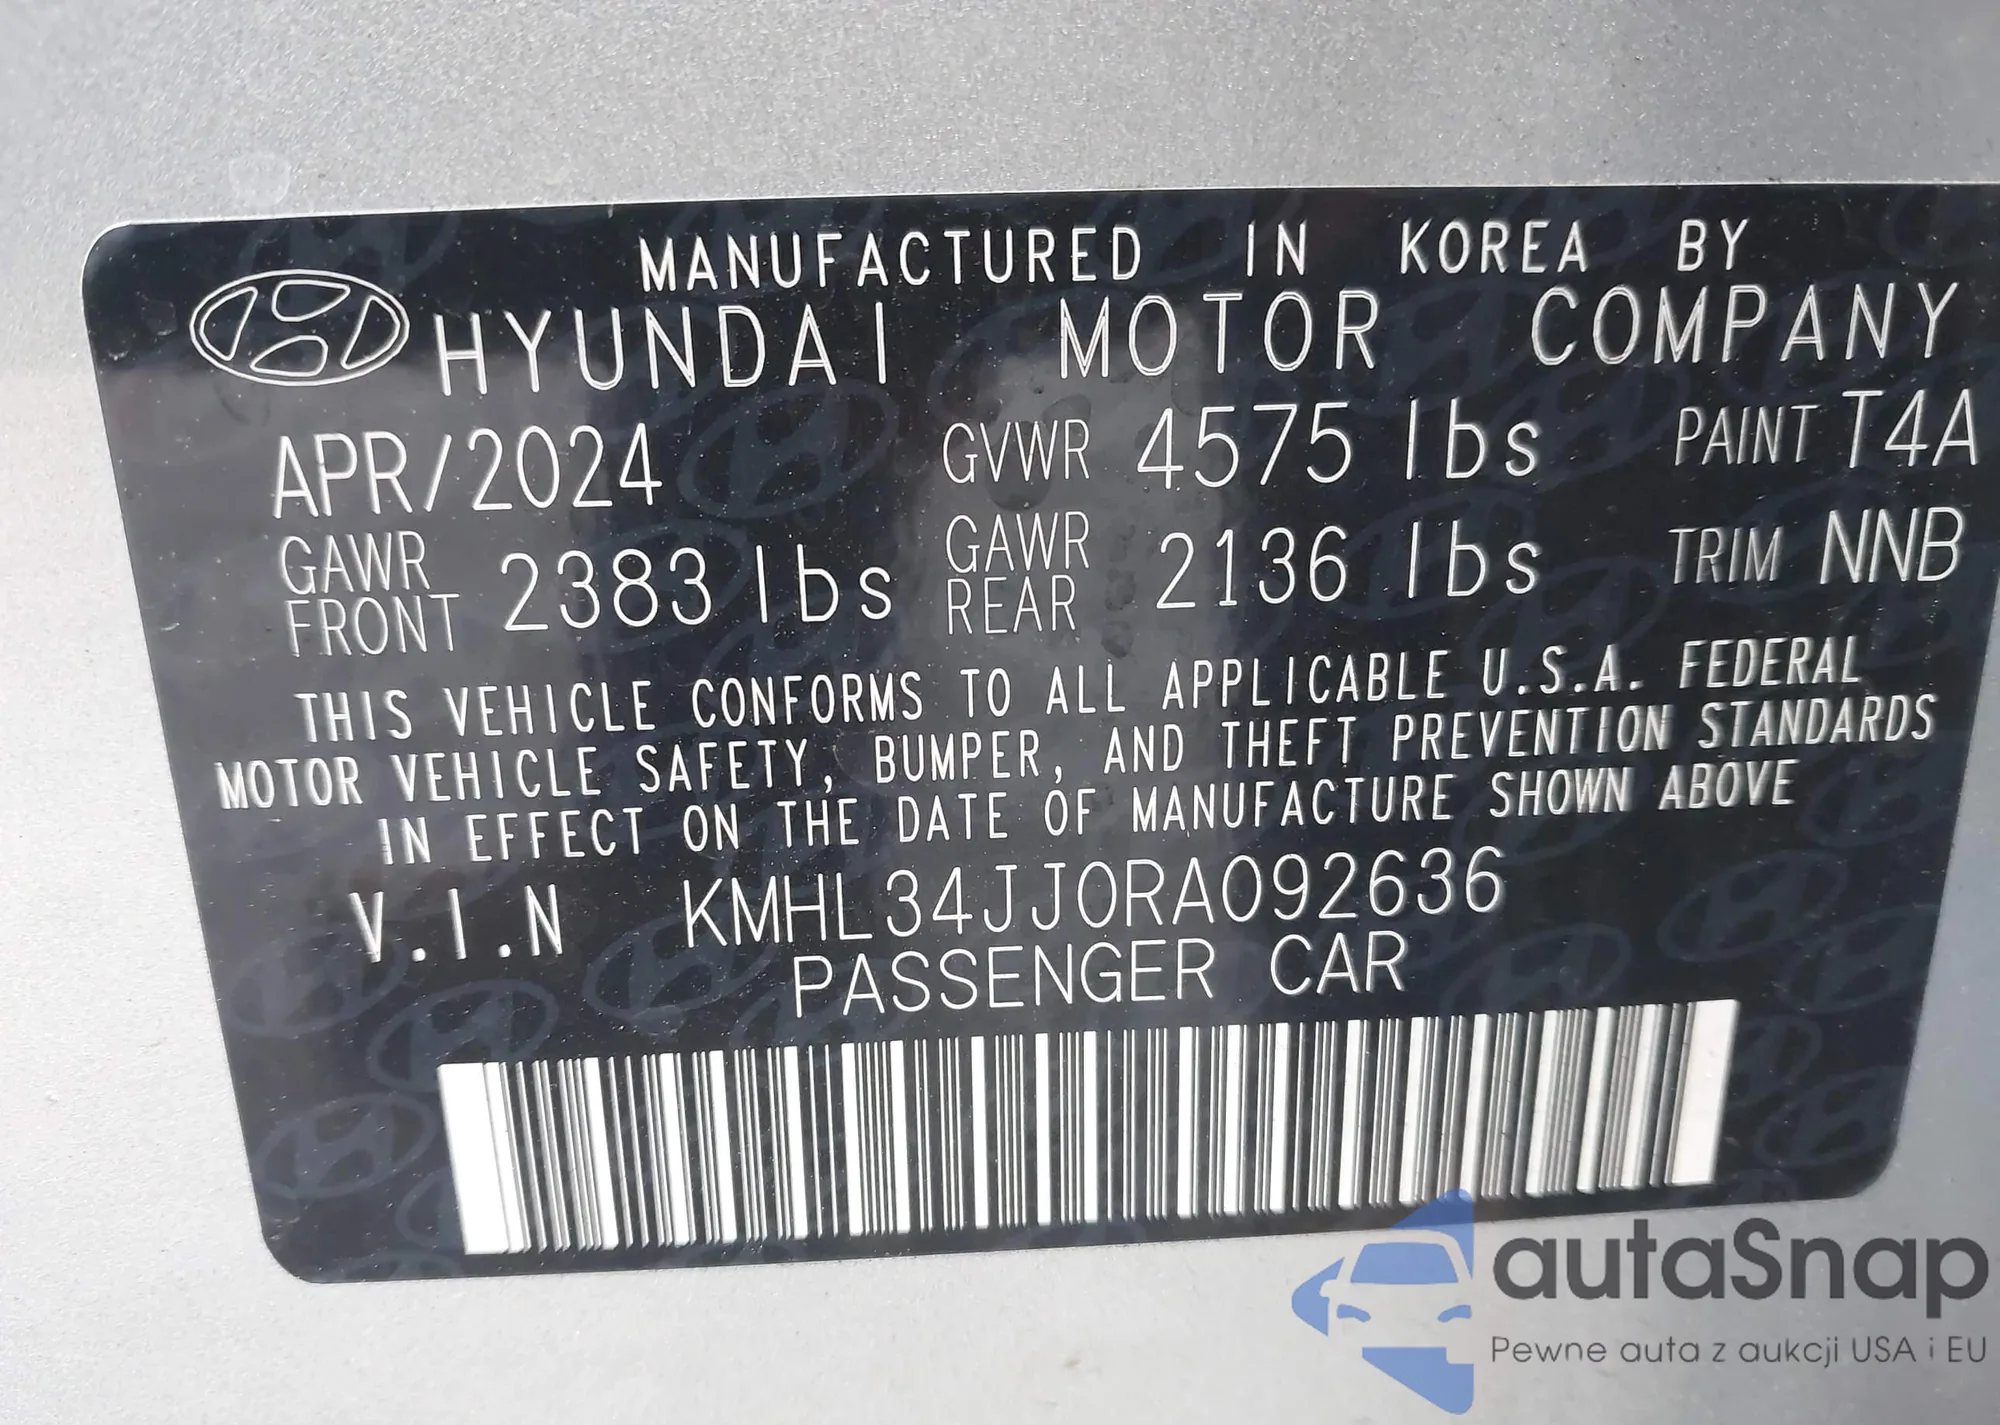 MANUFACTURED IN KOREA BY
HYUNDAI MOTOR COMPANY
APR/2024 GVWR 4575 lbs PAINT T4A
GAWR FRONT 2383 lbs GAWR REAR 2136 lbs TRIM NNB
THIS VEHICLE CONFORMS TO ALL APPLICABLE U.S.A. FEDERAL
MOTOR VEHICLE SAFETY, BUMPER, AND THEFT PREVENTION STANDARDS
IN EFFECT ON THE DATE OF MANUFACTURE SHOWN ABOVE
V.I.N KMHL34JJ0RA092636
PASSENGER CAR
autaSnap
Pewne auta z aukcji USA i EU